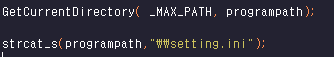 GetCurrentDirectory( _MAX_PATH, programpath);
strcat_s(programpath,"₩₩setting.ini");